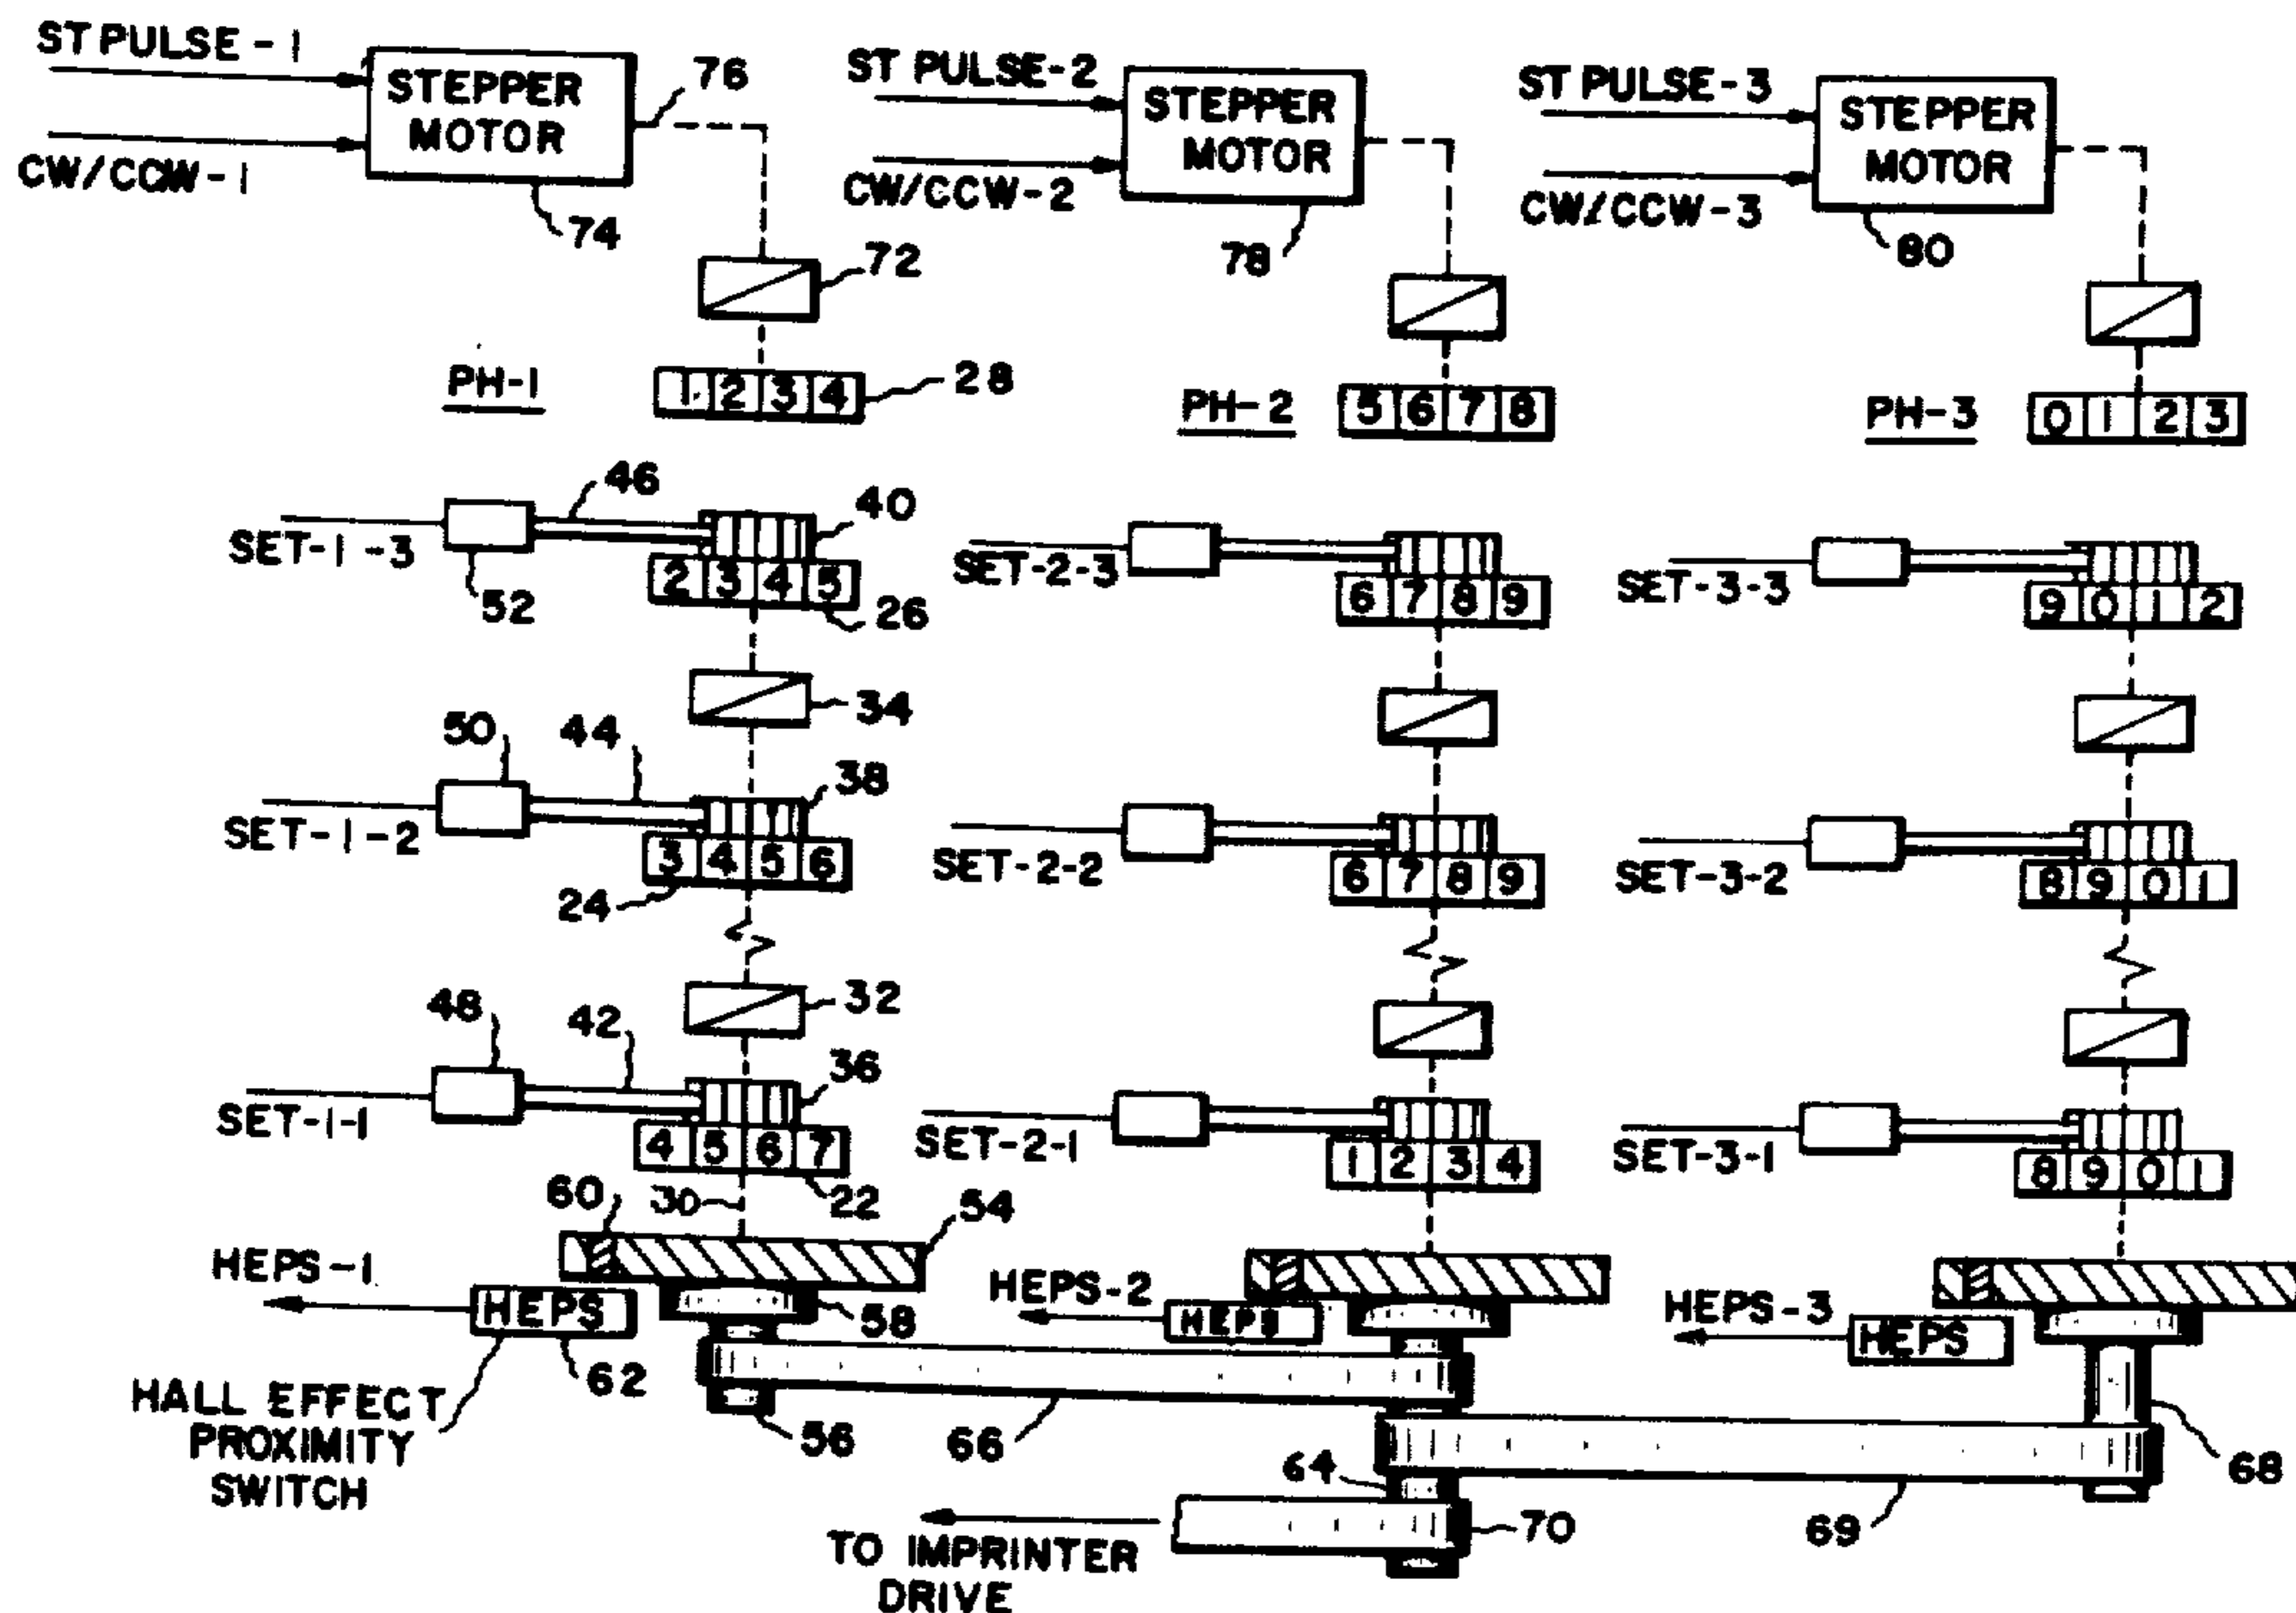 ST PULSE - 1
STEPPER
MOTOR
76
CW/CCW - 1
74
72
ST PULSE-2
STEPPER
MOTOR
CW/CCW-2
78
ST PULSE-3
STEPPER
MOTOR
CW/CCW-3
80
PH-1
1 2 3 4
28
PH-2
5 6 7 8
PH-3
0 1 2 3
46
40
SET-1-3
52
2 3 4 5
26
SET-2-3
6 7 8 9
SET-3-3
9 0 1 2
34
50
44
38
SET-1-2
3 4 5 6
24
SET-2-2
6 7 8 9
SET-3-2
8 9 0 1
32
48
42
36
SET-1-1
4 5 6 7
22
SET-2-1
1 2 3 4
SET-3-1
8 9 0 1
60
30
54
HEPS-1
HEPS
58
62
HALL EFFECT
PROXIMITY
SWITCH
56
HEPS-2
HEPS
66
HEPS-3
HEPS
68
64
70
69
TO IMPRINTER
DRIVE